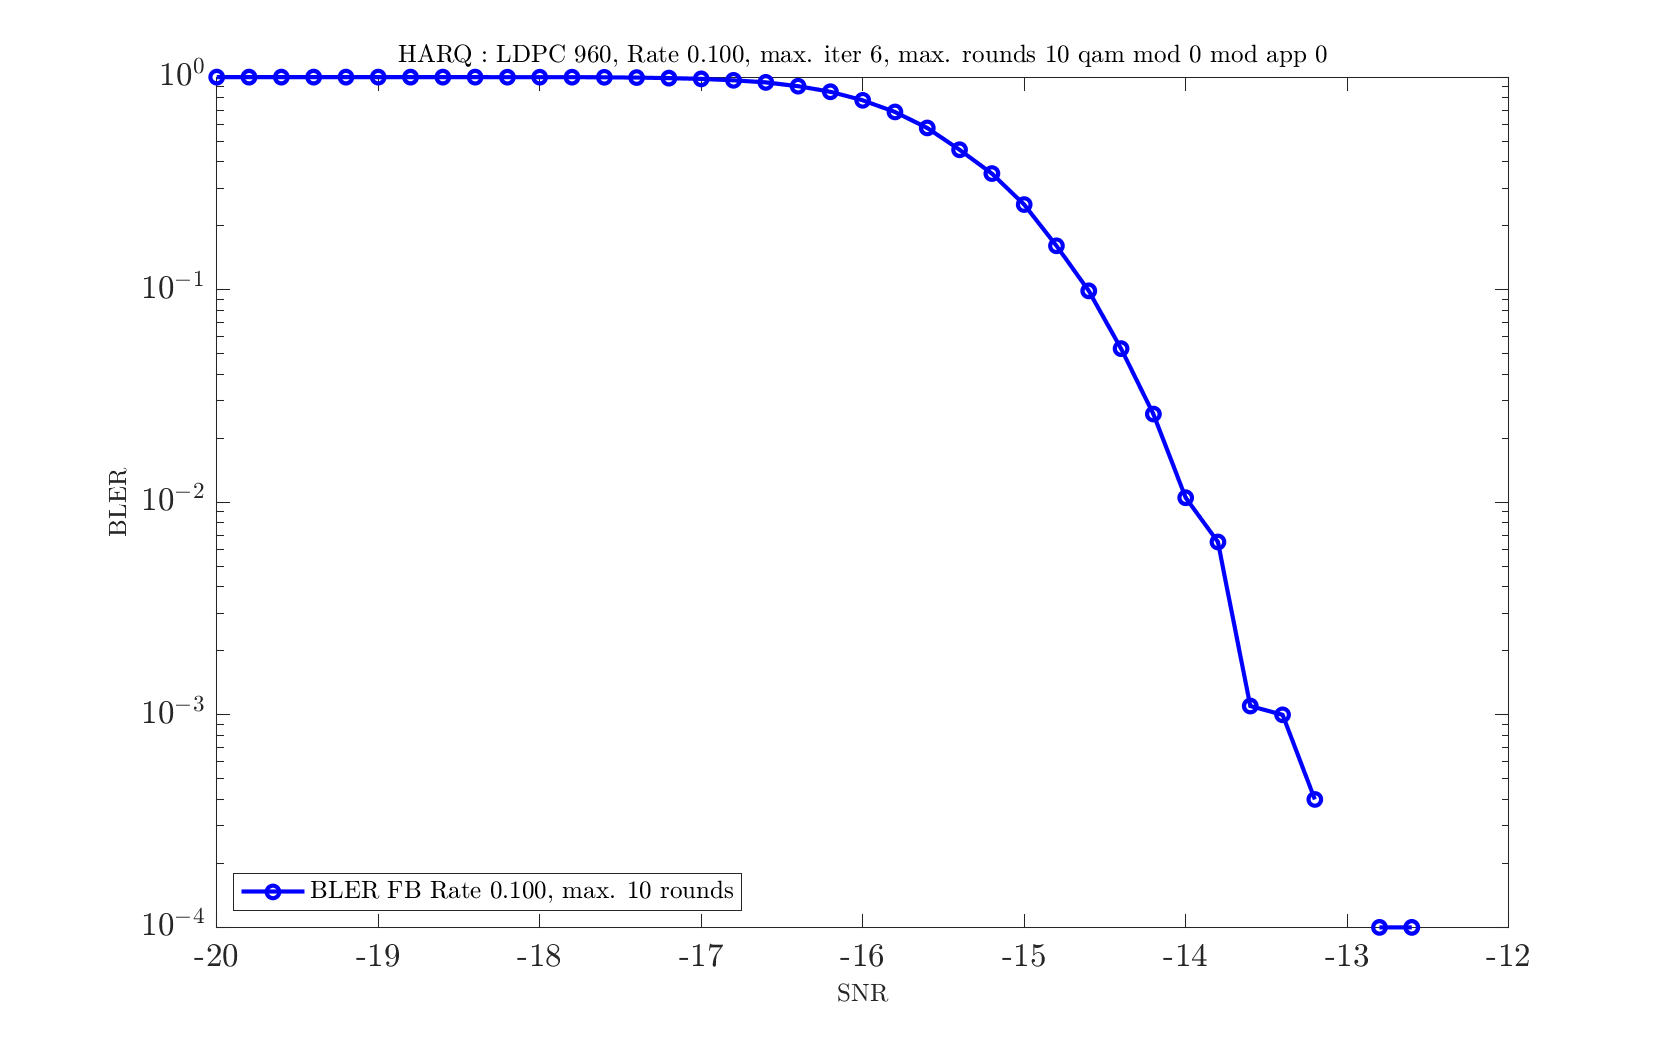 HARQ : LDPC 960, Rate 0.100, max. iter 6, max. rounds 10 qam mod 0 mod app 0
10^0
10^{-1}
10^{-2}
10^{-3}
10^{-4}
BLER
BLER FB Rate 0.100, max. 10 rounds
-20 -19 -18 -17 -16 -15 -14 -13 -12
SNR